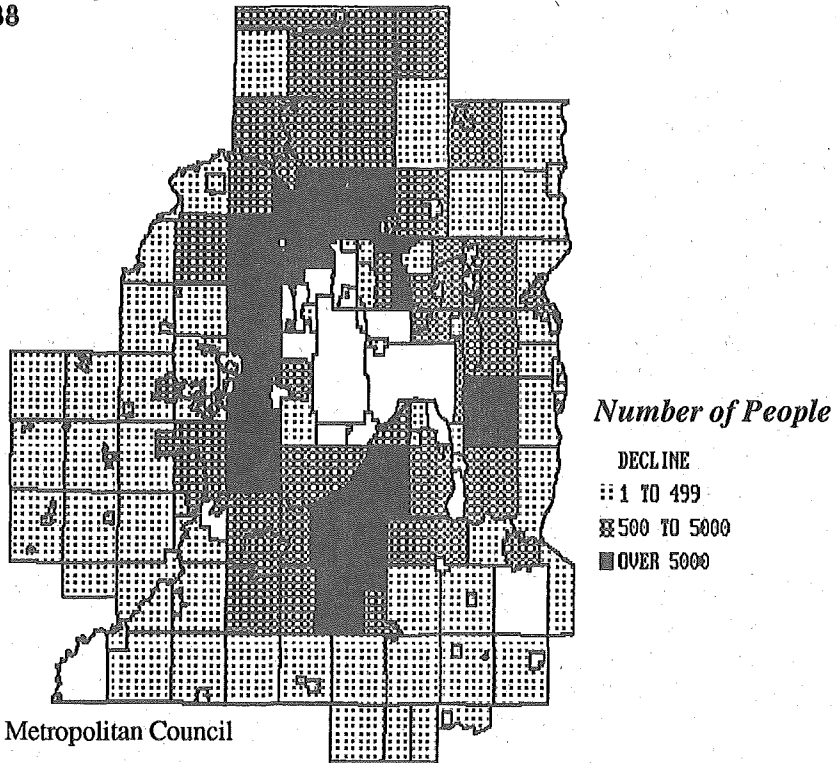 Number of People
DECLINE
1 TO 499
500 TO 5000
OVER 5000
Metropolitan Council